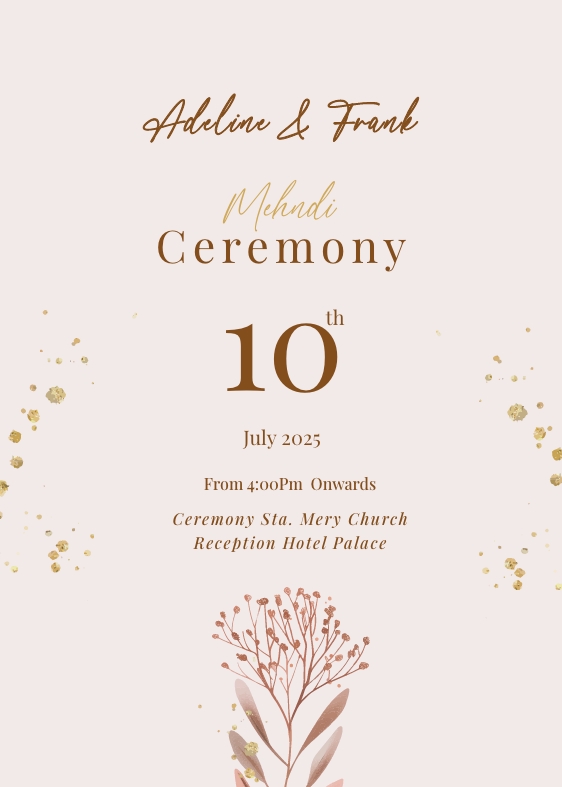 Adeline & Frank
Mehndi
Ceremony
10th
July 2025
From 4:00Pm Onwards
Ceremony Sta. Mery Church
Reception Hotel Palace